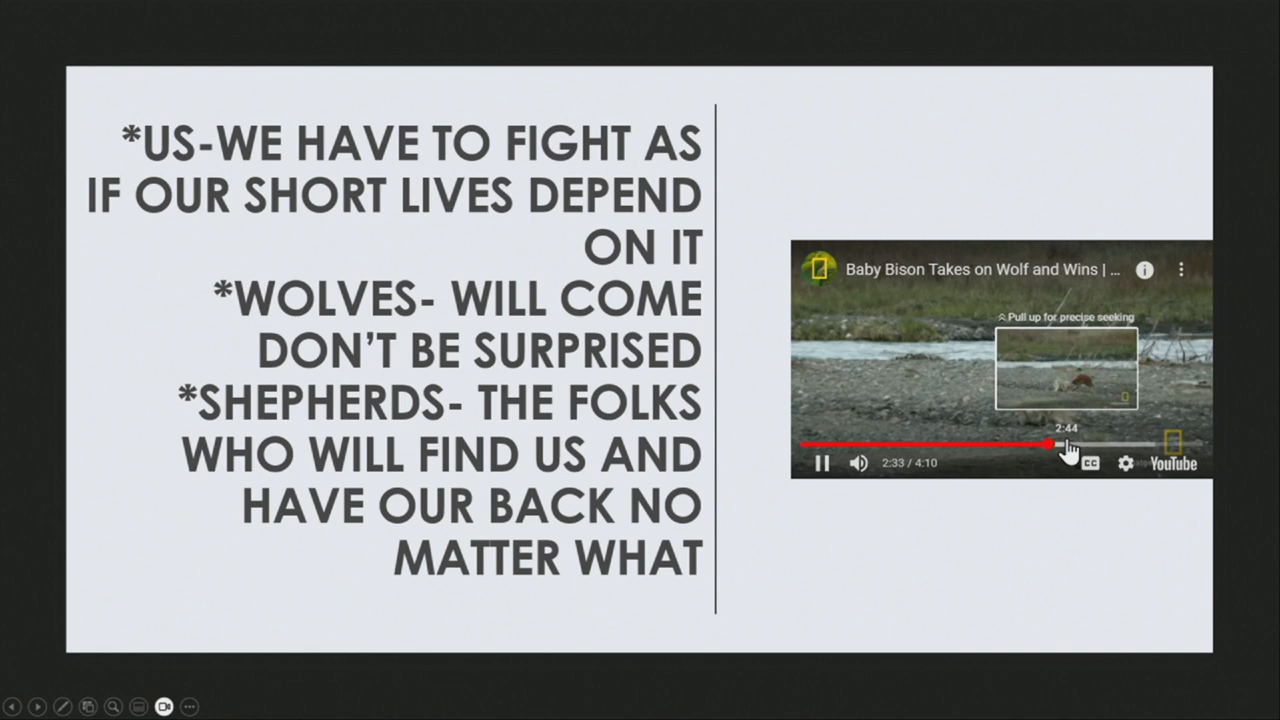 *US-WE HAVE TO FIGHT AS
IF OUR SHORT LIVES DEPEND
ON IT
*WOLVES- WILL COME
DON’T BE SURPRISED
*SHEPHERDS- THE FOLKS
WHO WILL FIND US AND
HAVE OUR BACK NO
MATTER WHAT
Baby Bison Takes on Wolf and Wins | ...
Pull up for precise seeking
2:44
2:33 / 4:10
CC
YouTube